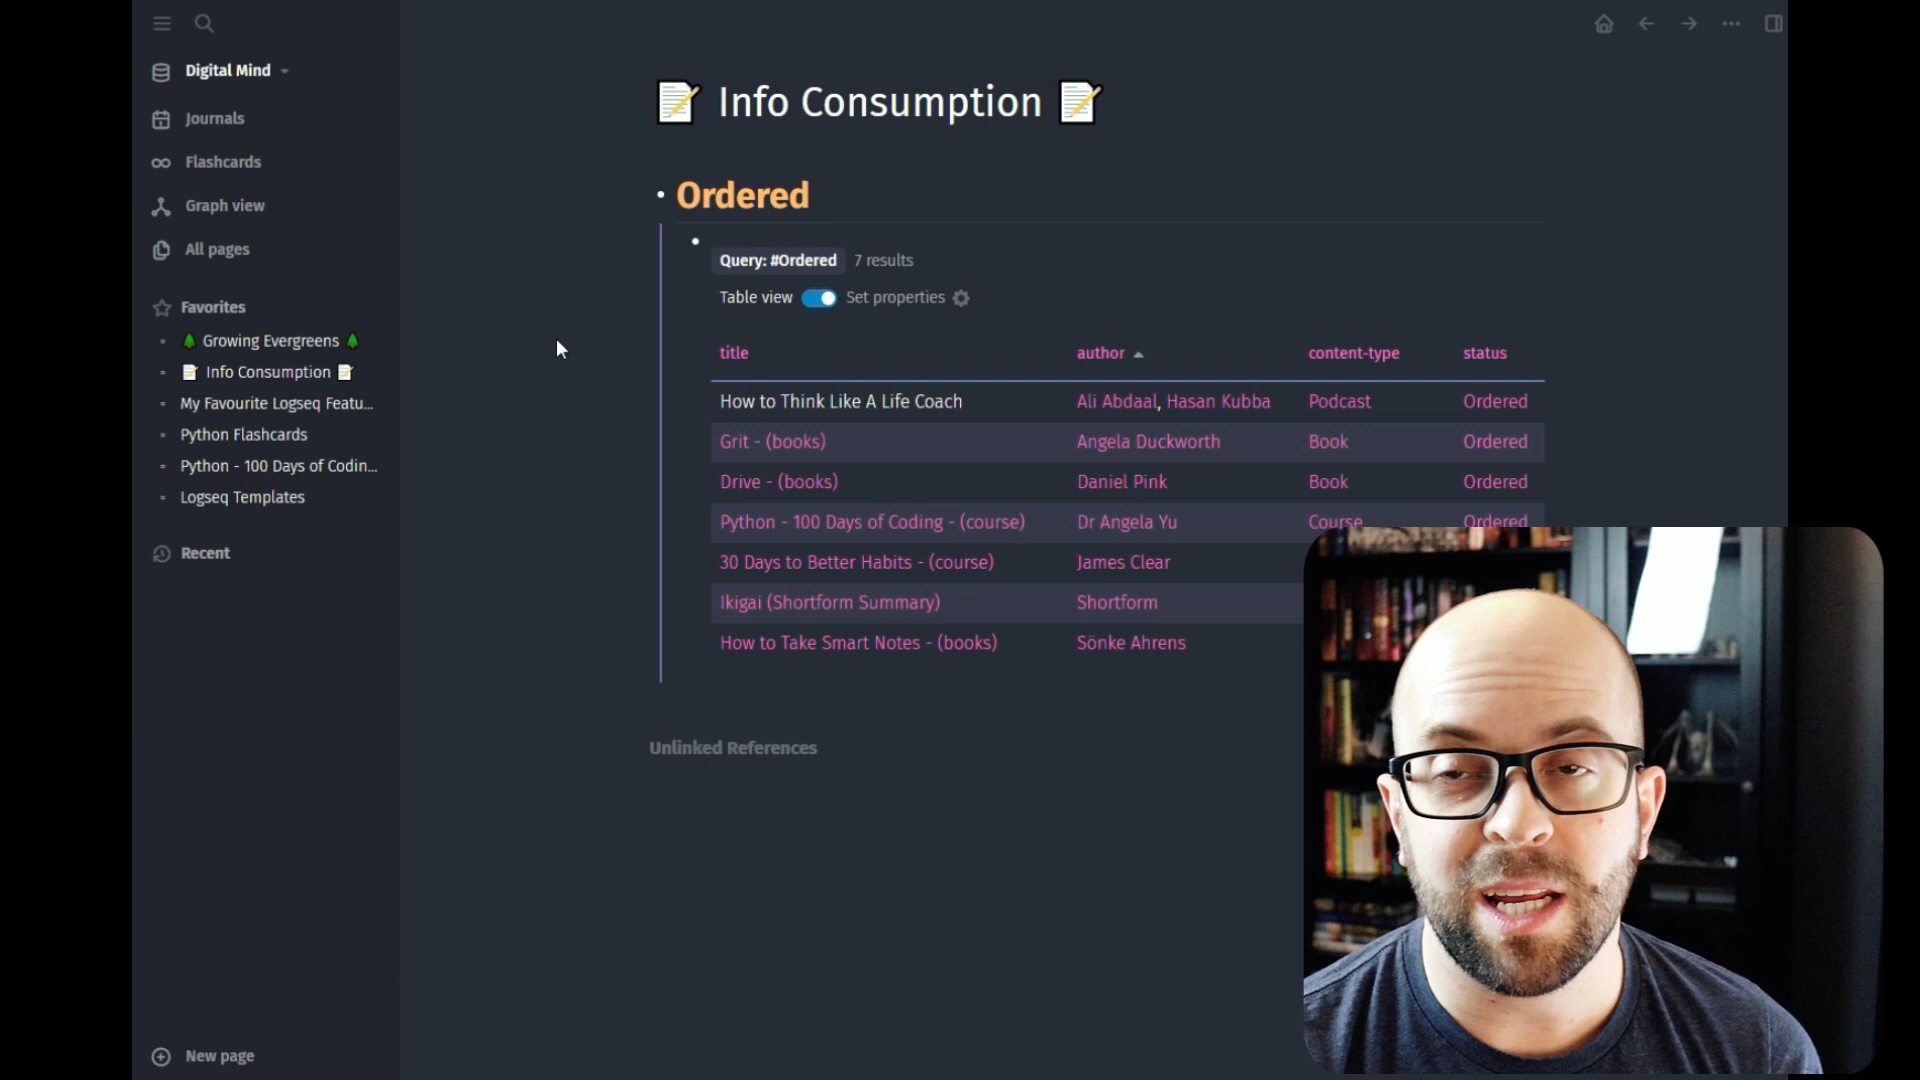 Digital Mind
Journals
Flashcards
Graph view
All pages
Favorites
🌲 Growing Evergreens 🌲
📝 Info Consumption 📝
My Favourite Logseq Featu...
Python Flashcards
Python - 100 Days of Codin...
Logseq Templates
Recent
New page
📝 Info Consumption 📝
Ordered
Query: #Ordered 7 results
Table view Set properties
title author content-type status
How to Think Like A Life Coach Ali Abdaal, Hasan Kubba Podcast Ordered
Grit - (books) Angela Duckworth Book Ordered
Drive - (books) Daniel Pink Book Ordered
Python - 100 Days of Coding - (course) Dr Angela Yu Course Ordered
30 Days to Better Habits - (course) James Clear
Ikigai (Shortform Summary) Shortform
How to Take Smart Notes - (books) Sönke Ahrens
Unlinked References